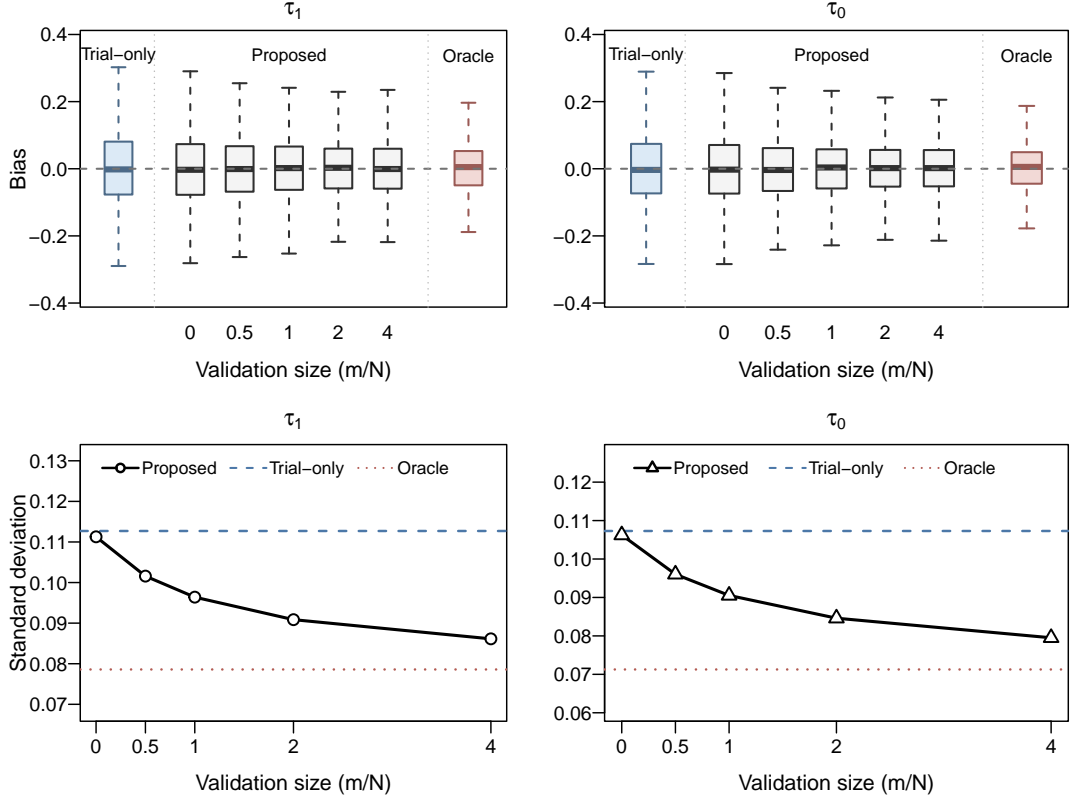 τ1
τ0
0.4
0.2
0.0
−0.2
−0.4
Bias
Trial−only
Proposed
Oracle
0
0.5
1
2
4
Validation size (m/N)
0.4
0.2
0.0
−0.2
−0.4
Trial−only
Proposed
Oracle
0
0.5
1
2
4
Validation size (m/N)
τ1
Proposed
Trial−only
Oracle
0.13
0.12
0.11
0.10
0.09
0.08
0.07
Standard deviation
0
0.5
1
2
4
Validation size (m/N)
τ0
Proposed
Trial−only
Oracle
0.12
0.11
0.10
0.09
0.08
0.07
0.06
0
0.5
1
2
4
Validation size (m/N)